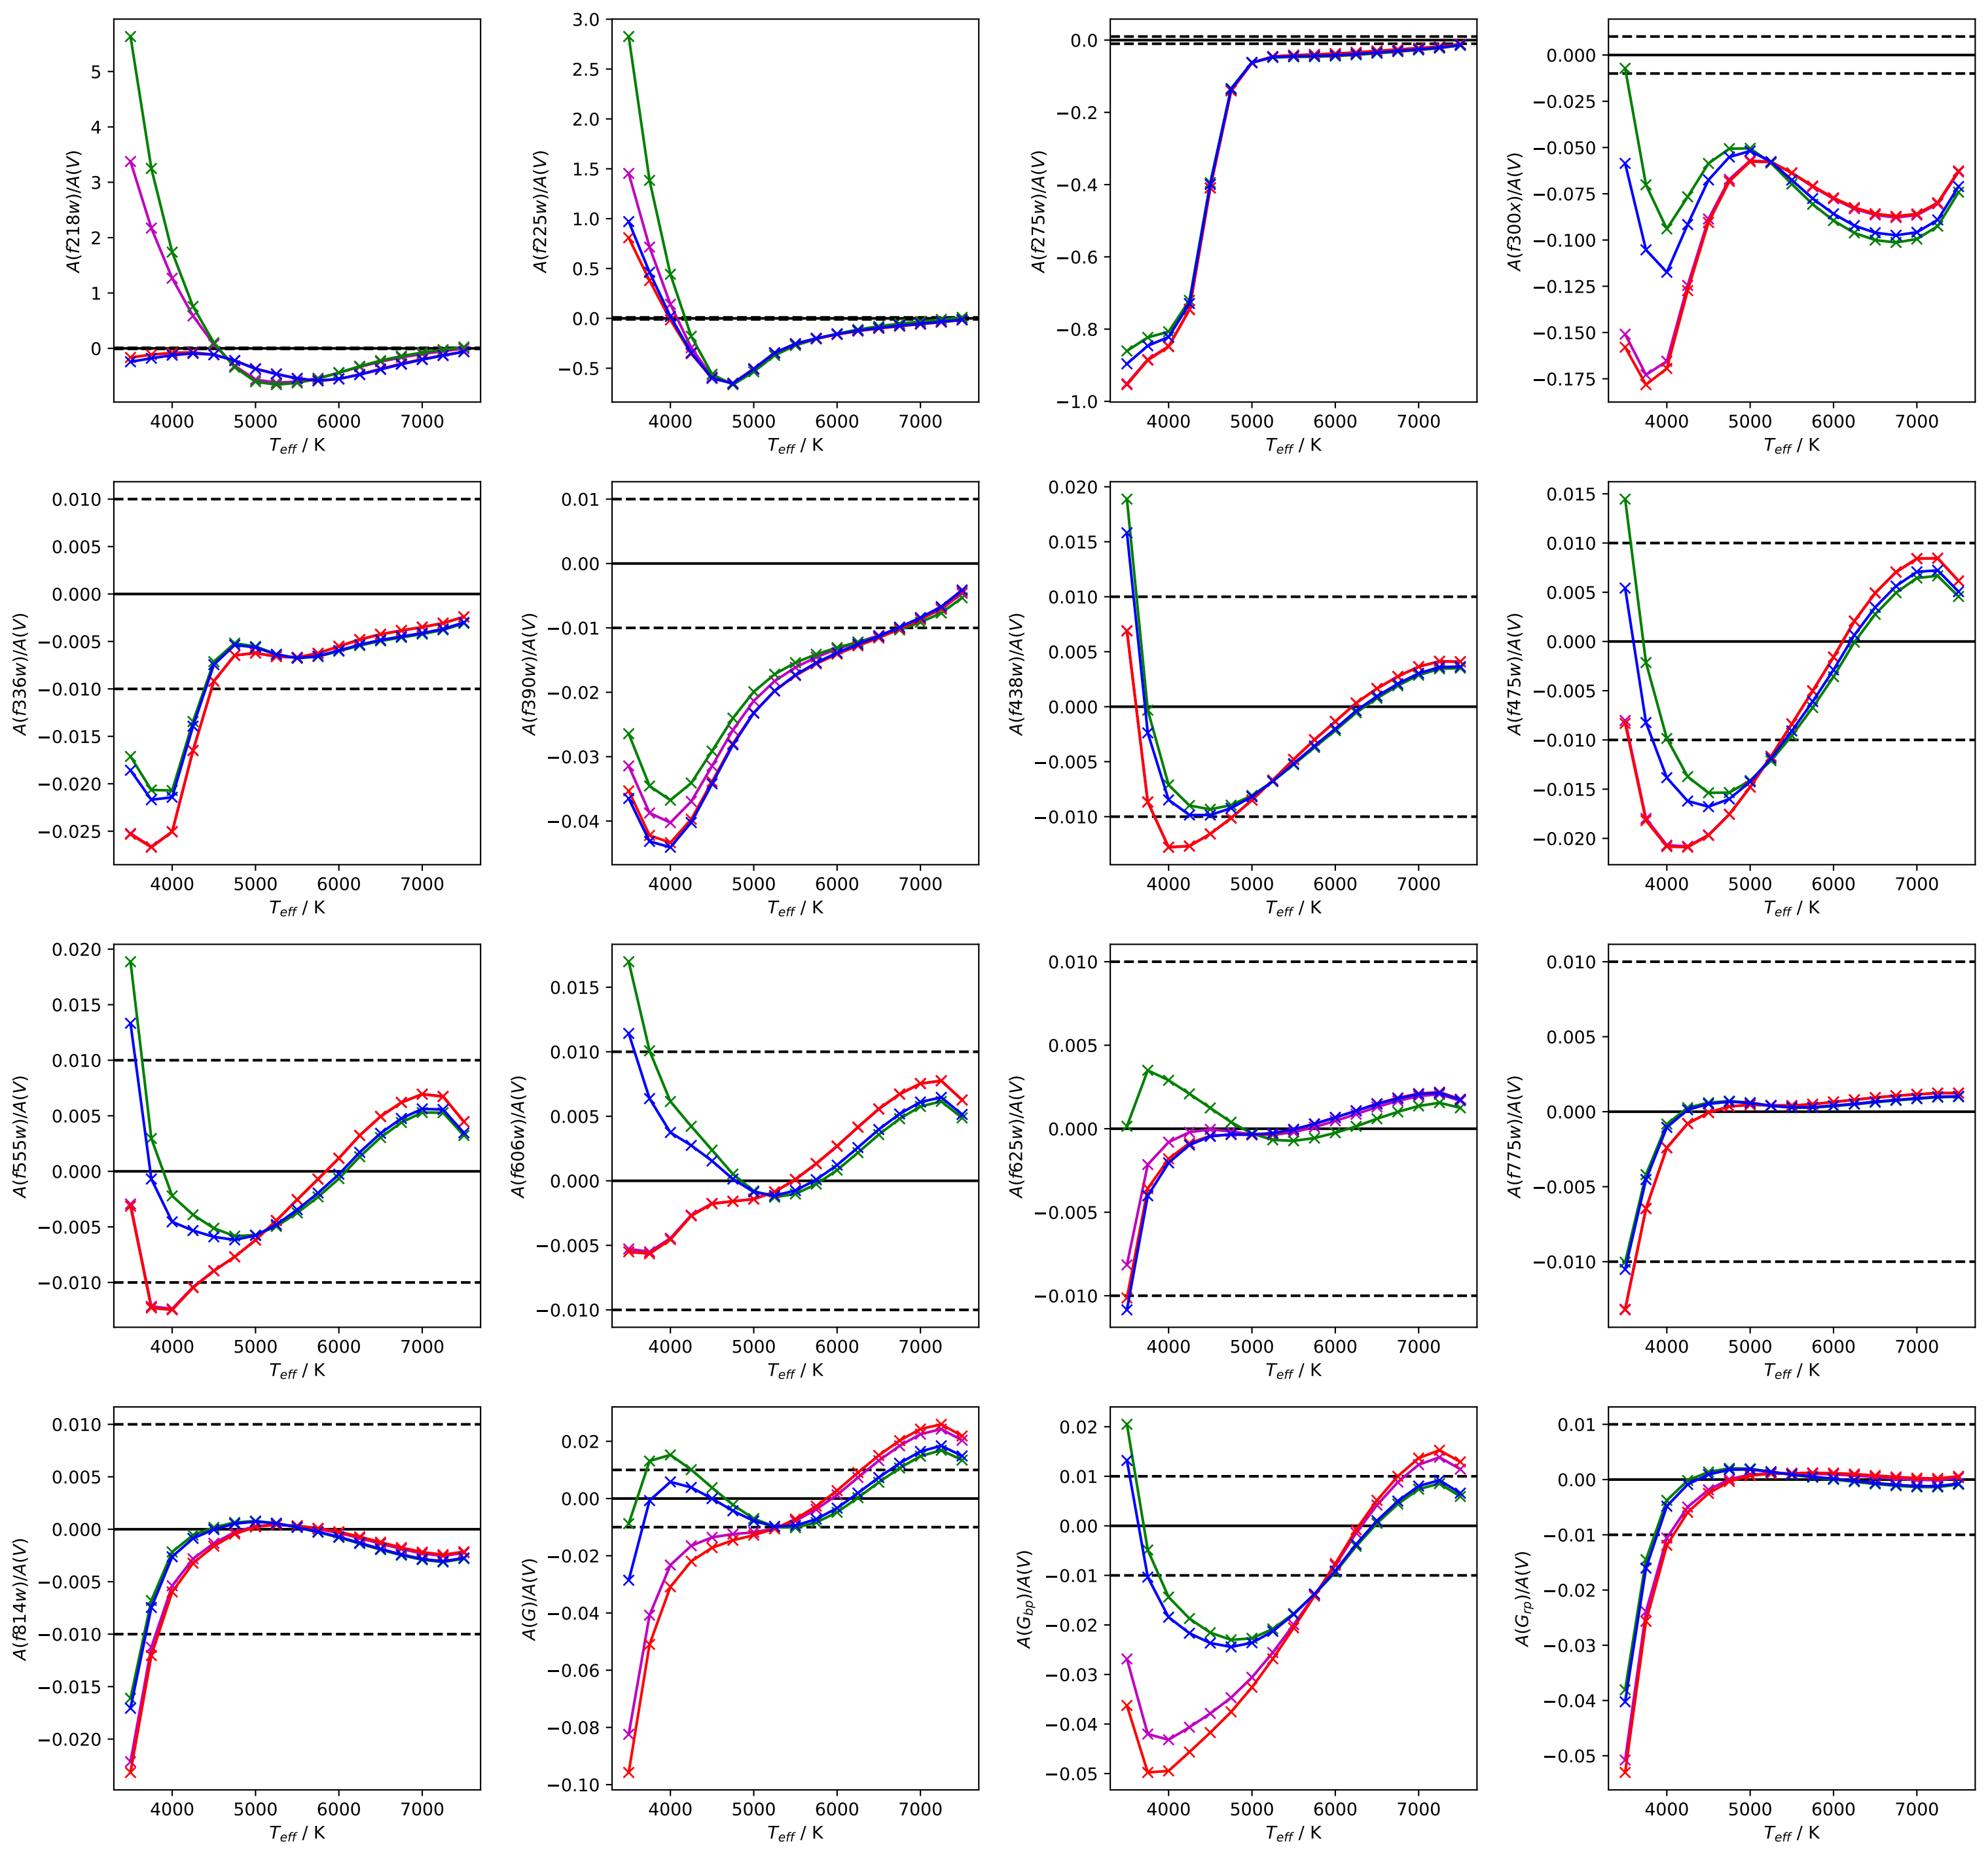 A(f218w)/A(V)
5
4
3
2
1
0
4000 5000 6000 7000
T_eff / K
A(f225w)/A(V)
3.0
2.5
2.0
1.5
1.0
0.5
0.0
−0.5
4000 5000 6000 7000
T_eff / K
A(f275w)/A(V)
0.0
−0.2
−0.4
−0.6
−0.8
−1.0
4000 5000 6000 7000
T_eff / K
A(f300x)/A(V)
0.000
−0.025
−0.050
−0.075
−0.100
−0.125
−0.150
−0.175
4000 5000 6000 7000
T_eff / K
A(f336w)/A(V)
0.010
0.005
0.000
−0.005
−0.010
−0.015
−0.020
−0.025
4000 5000 6000 7000
T_eff / K
A(f390w)/A(V)
0.01
0.00
−0.01
−0.02
−0.03
−0.04
4000 5000 6000 7000
T_eff / K
A(f438w)/A(V)
0.020
0.015
0.010
0.005
0.000
−0.005
−0.010
4000 5000 6000 7000
T_eff / K
A(f475w)/A(V)
0.015
0.010
0.005
0.000
−0.005
−0.010
−0.015
−0.020
4000 5000 6000 7000
T_eff / K
A(f555w)/A(V)
0.020
0.015
0.010
0.005
0.000
−0.005
−0.010
4000 5000 6000 7000
T_eff / K
A(f606w)/A(V)
0.015
0.010
0.005
0.000
−0.005
−0.010
4000 5000 6000 7000
T_eff / K
A(f625w)/A(V)
0.010
0.005
0.000
−0.005
−0.010
4000 5000 6000 7000
T_eff / K
A(f775w)/A(V)
0.010
0.005
0.000
−0.005
−0.010
4000 5000 6000 7000
T_eff / K
A(f814w)/A(V)
0.010
0.005
0.000
−0.005
−0.010
−0.015
−0.020
4000 5000 6000 7000
T_eff / K
A(G)/A(V)
0.02
0.00
−0.02
−0.04
−0.06
−0.08
−0.10
4000 5000 6000 7000
T_eff / K
A(G_bp)/A(V)
0.02
0.01
0.00
−0.01
−0.02
−0.03
−0.04
−0.05
4000 5000 6000 7000
T_eff / K
A(G_rp)/A(V)
0.01
0.00
−0.01
−0.02
−0.03
−0.04
−0.05
4000 5000 6000 7000
T_eff / K